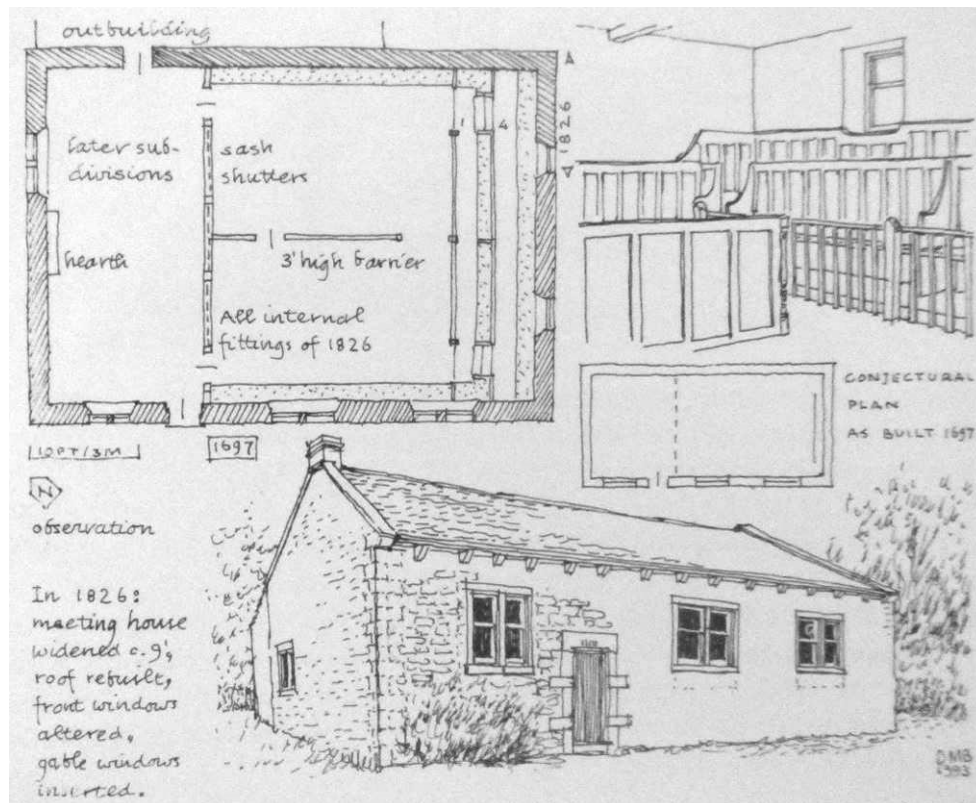 outbuilding
later sub-
divisions
sash
shutters
hearth
3' high barrier
All internal
fittings of 1826
1
4
1826
10FT/3M
1697
N
observation
In 1826:
meeting house
widened c.9',
roof rebuilt,
front windows
altered,
gable windows
inserted.
CONJECTURAL
PLAN
AS BUILT 1697
DMB
1993